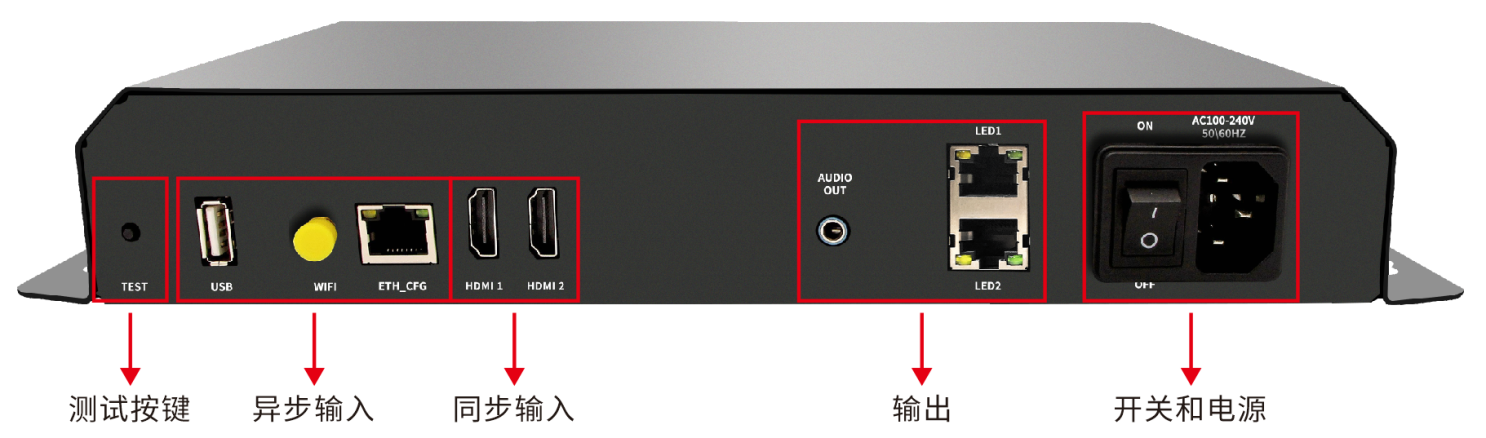 AUDIO
OUT
LED1
ON
AC100-240V
50\60HZ
TEST
USB
WIFI
ETH_CFG
HDMI 1
HDMI 2
LED2
OFF
测试按键
异步输入
同步输入
输出
开关和电源